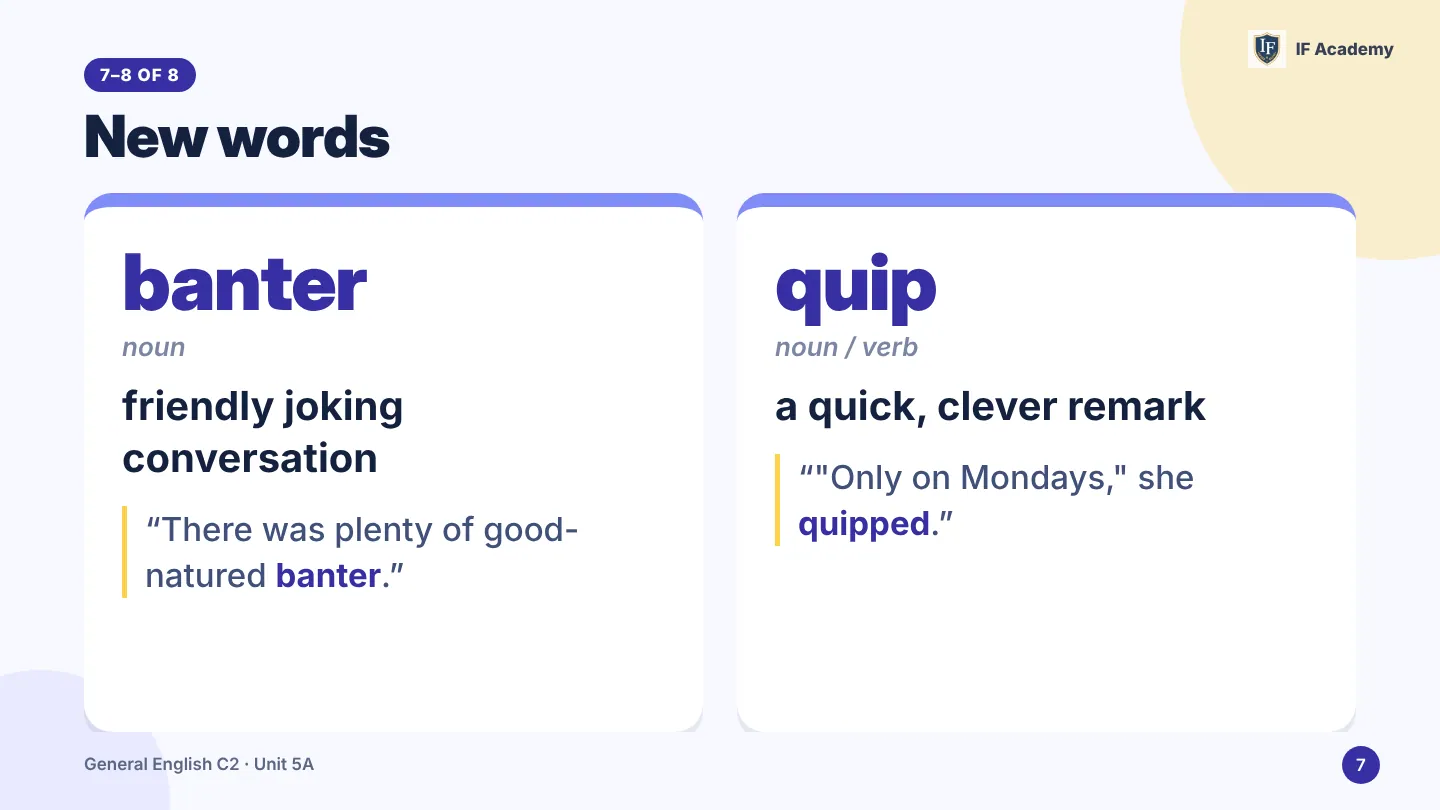 IF
IF Academy
7–8 OF 8
New words
banter
noun
friendly joking
conversation
“There was plenty of good-
natured banter.”
quip
noun / verb
a quick, clever remark
“"Only on Mondays," she
quipped.”
General English C2 · Unit 5A
7